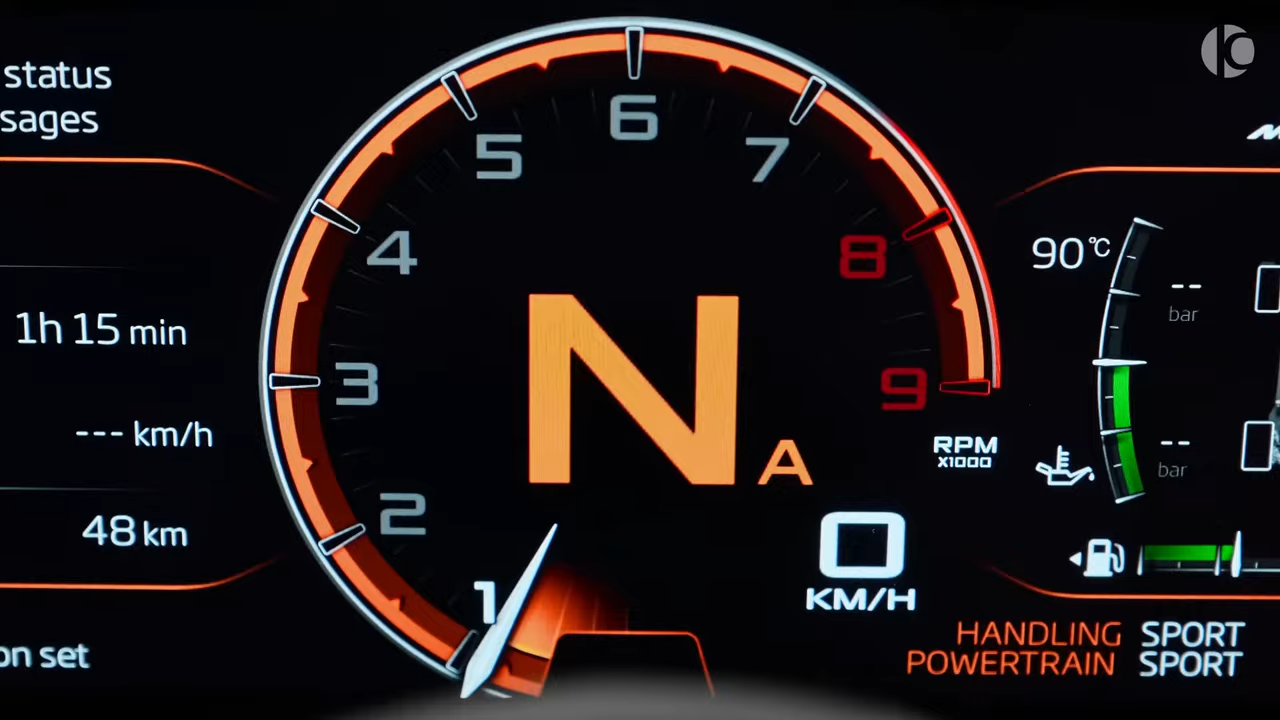 status
sages
1h 15 min
--- km/h
48 km
on set
1
2
3
4
5
6
7
8
9
RPM
X1000
N A
0
KM/H
90°C
--
bar
--
bar
HANDLING SPORT
POWERTRAIN SPORT